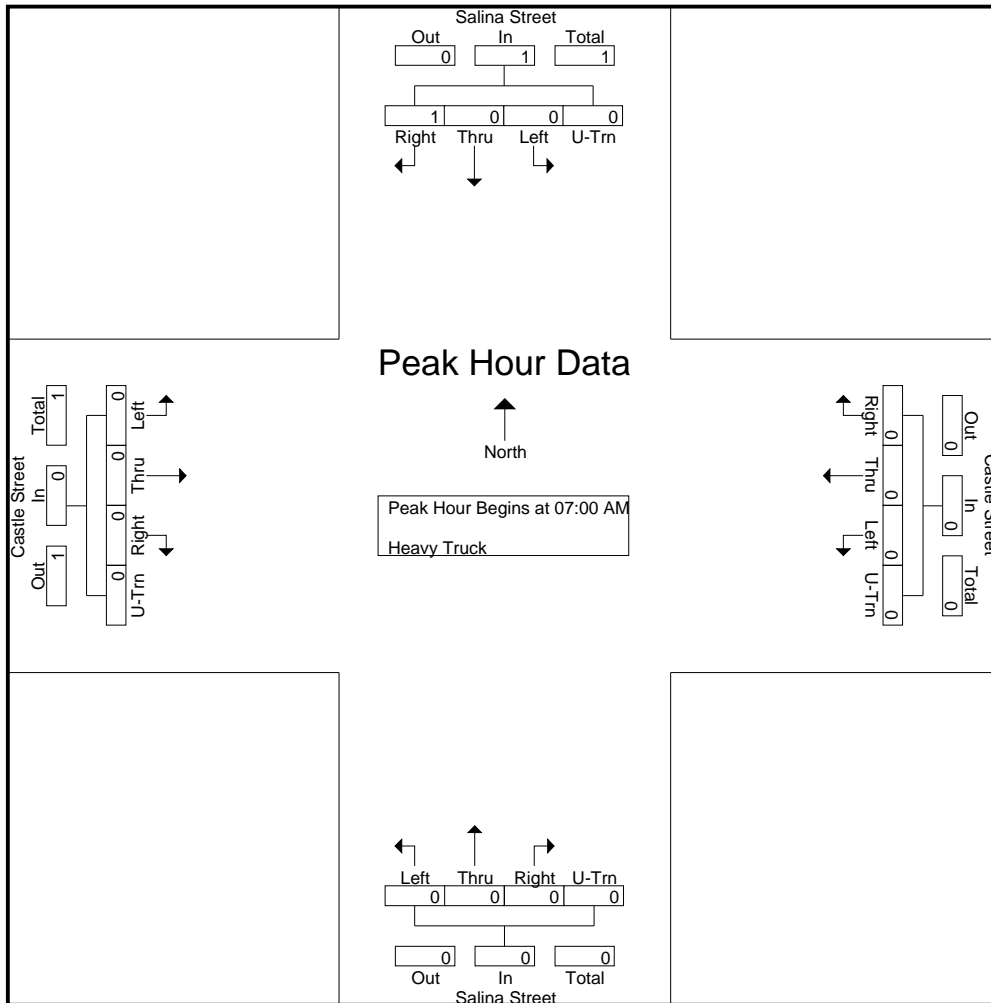 Salina Street
Out In Total
0 1 1
1 0 0 0
Right Thru Left U-Trn
Peak Hour Data
North
Peak Hour Begins at 07:00 AM
Heavy Truck
Castle Street
Total In Out
1 0 1
0 0 0 0
Left Thru Right U-Trn
Castle Street
Out In Total
0 0 0
0 0 0 0
Right Thru Left U-Trn
Left Thru Right U-Trn
0 0 0 0
0 0 0
Out In Total
Salina Street